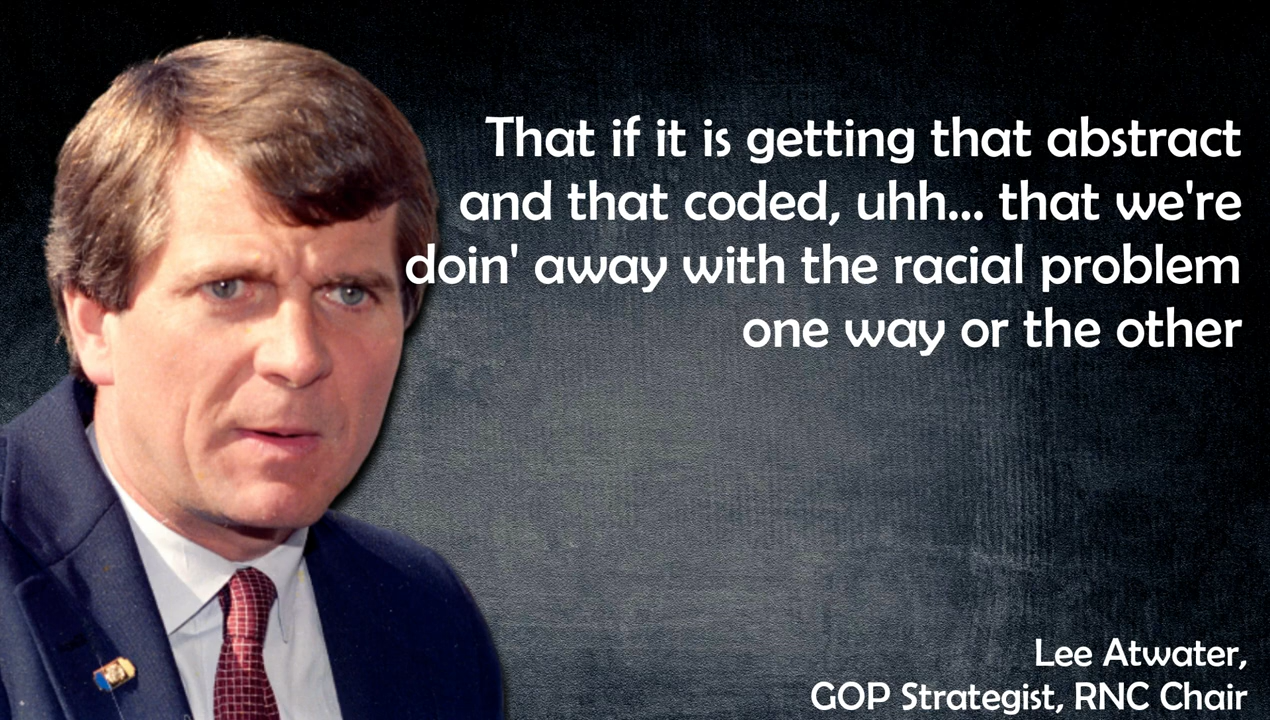 That if it is getting that abstract
and that coded, uhh... that we're
doin' away with the racial problem
one way or the other
Lee Atwater,
GOP Strategist, RNC Chair